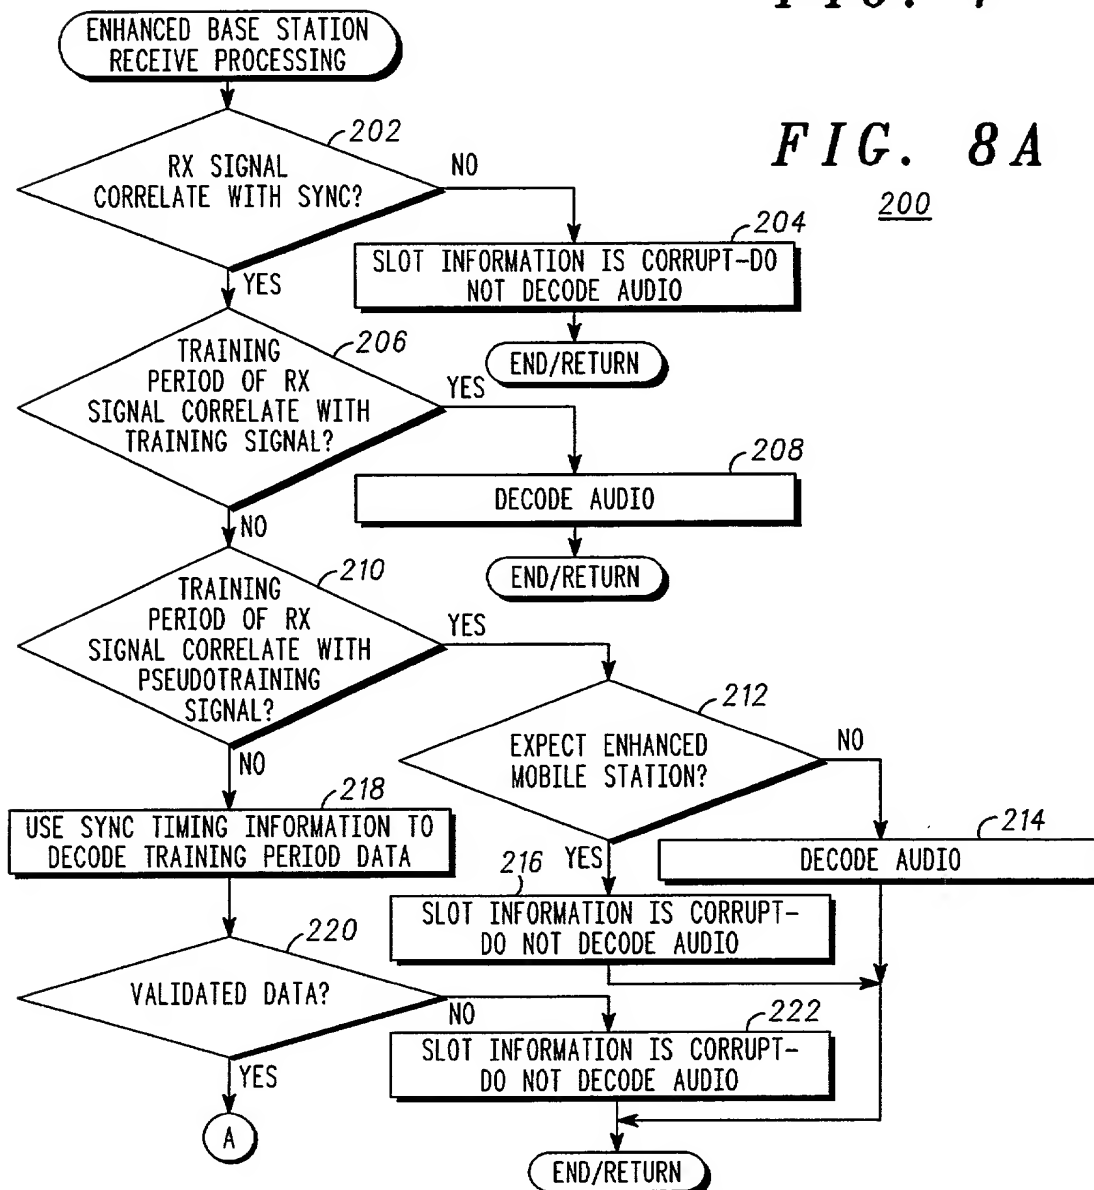 ENHANCED BASE STATION
RECEIVE PROCESSING
FIG. 8A
200
202
RX SIGNAL
CORRELATE WITH SYNC?
NO
YES
204
SLOT INFORMATION IS CORRUPT-DO
NOT DECODE AUDIO
END/RETURN
206
TRAINING
PERIOD OF RX
SIGNAL CORRELATE WITH
TRAINING SIGNAL?
YES
NO
208
DECODE AUDIO
END/RETURN
210
TRAINING
PERIOD OF RX
SIGNAL CORRELATE WITH
PSEUDOTRAINING
SIGNAL?
YES
NO
212
EXPECT ENHANCED
MOBILE STATION?
NO
YES
214
DECODE AUDIO
216
SLOT INFORMATION IS CORRUPT-
DO NOT DECODE AUDIO
218
USE SYNC TIMING INFORMATION TO
DECODE TRAINING PERIOD DATA
220
VALIDATED DATA?
NO
YES
222
SLOT INFORMATION IS CORRUPT-
DO NOT DECODE AUDIO
A
END/RETURN